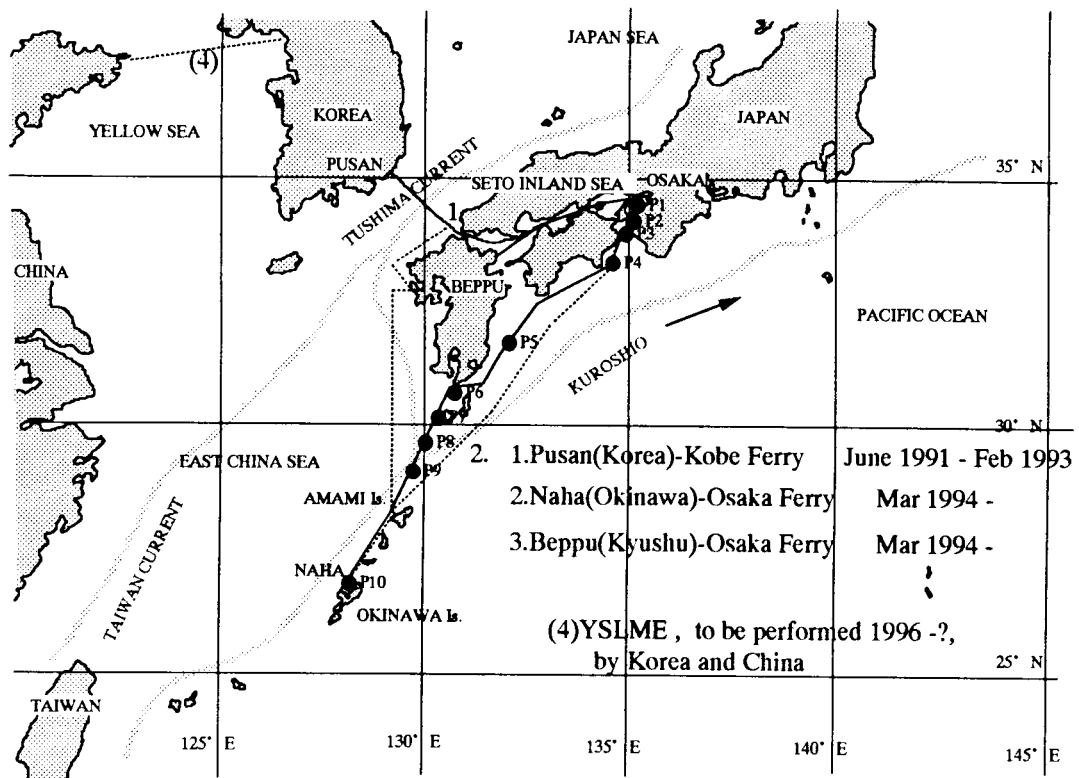 JAPAN SEA
(4)
KOREA
JAPAN
YELLOW SEA
PUSAN
35° N
TUSHIMA CURRENT
SETO INLAND SEA
OSAKA
1
P1
P2
P3
P4
CHINA
BEPPU
PACIFIC OCEAN
P5
KUROSHIO
P6
30° N
P8
EAST CHINA SEA
P9
2.
1.Pusan(Korea)-Kobe Ferry June 1991 - Feb 1993
AMAMI Is.
2.Naha(Okinawa)-Osaka Ferry Mar 1994 -
3.Beppu(Kyushu)-Osaka Ferry Mar 1994 -
TAIWAN CURRENT
NAHA
P10
OKINAWA Is.
(4)YSLME , to be performed 1996 -?,
by Korea and China
25° N
TAIWAN
125° E
130° E
135° E
140° E
145° E